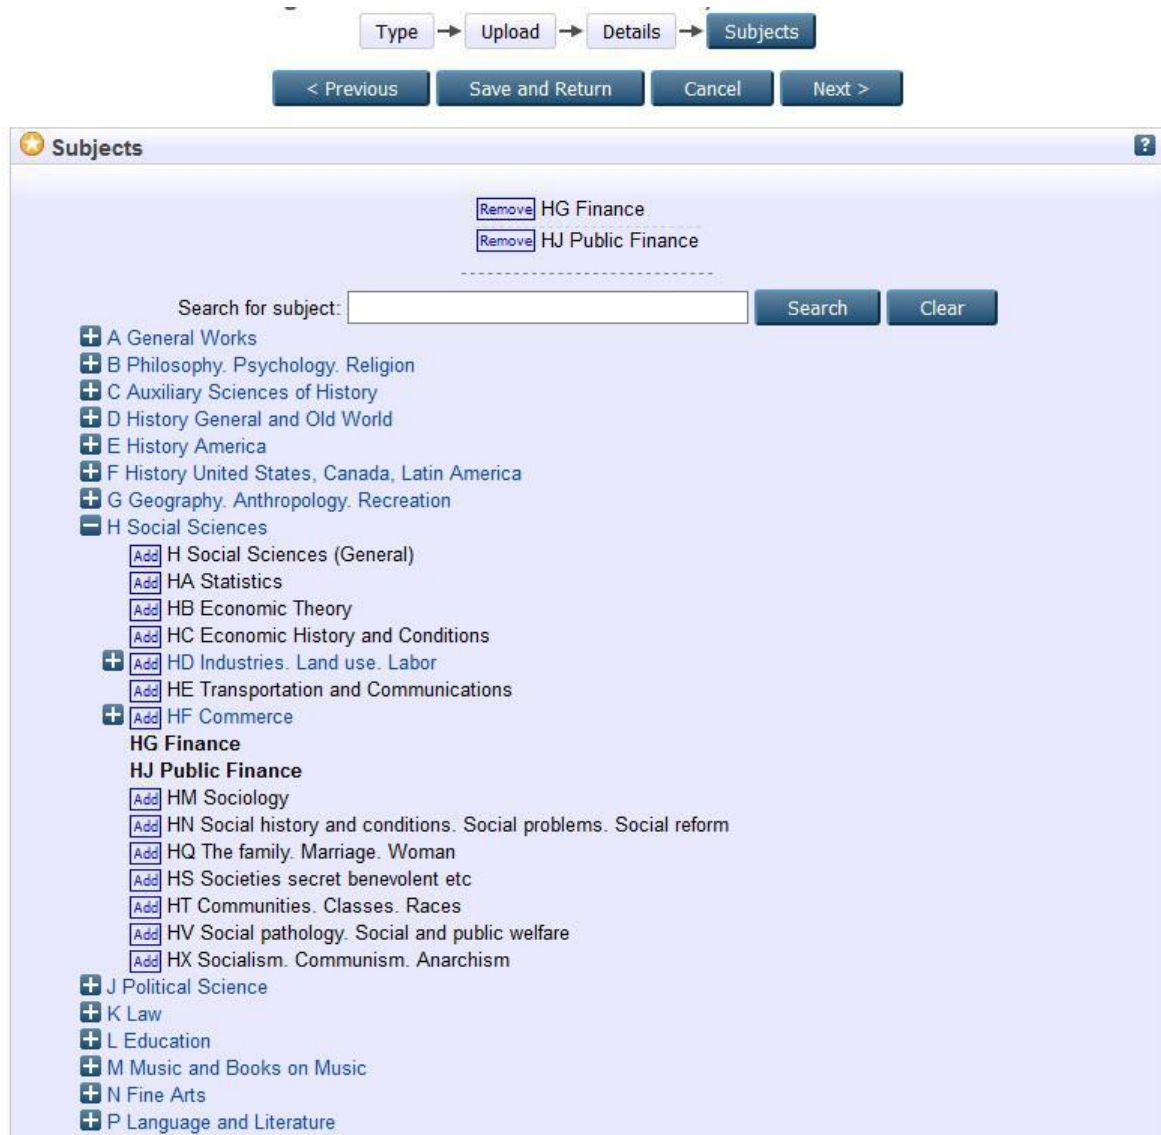 Type Upload Details Subjects
< Previous Save and Return Cancel Next >
Subjects ?
Remove HG Finance
Remove HJ Public Finance
Search for subject: Search Clear
A General Works
B Philosophy. Psychology. Religion
C Auxiliary Sciences of History
D History General and Old World
E History America
F History United States, Canada, Latin America
G Geography. Anthropology. Recreation
H Social Sciences
Add H Social Sciences (General)
Add HA Statistics
Add HB Economic Theory
Add HC Economic History and Conditions
Add HD Industries. Land use. Labor
Add HE Transportation and Communications
Add HF Commerce
HG Finance
HJ Public Finance
Add HM Sociology
Add HN Social history and conditions. Social problems. Social reform
Add HQ The family. Marriage. Woman
Add HS Societies secret benevolent etc
Add HT Communities. Classes. Races
Add HV Social pathology. Social and public welfare
Add HX Socialism. Communism. Anarchism
J Political Science
K Law
L Education
M Music and Books on Music
N Fine Arts
P Language and Literature